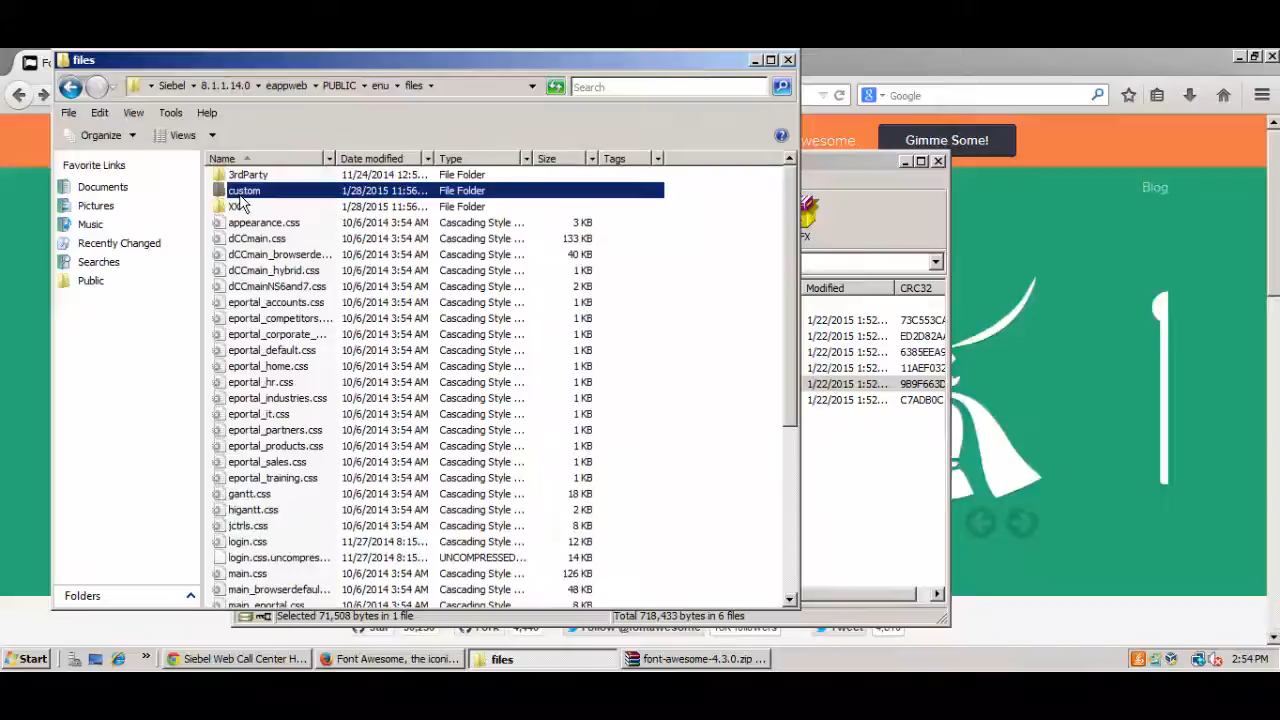 files
Siebel 8.1.1.14.0 eappweb PUBLIC enu files
Search
File Edit View Tools Help
Organize Views
Google
Gimme Some!
Blog
Favorite Links
Documents
Pictures
Music
Recently Changed
Searches
Public
Folders
Name Date modified Type Size Tags
3rdParty 11/24/2014 12:5... File Folder
custom 1/28/2015 11:56... File Folder
1/28/2015 11:56... File Folder
appearance.css 10/6/2014 3:54 AM Cascading Style ... 3 KB
dCCmain.css 10/6/2014 3:54 AM Cascading Style ... 133 KB
dCCmain_browserde... 10/6/2014 3:54 AM Cascading Style ... 40 KB
dCCmain_hybrid.css 10/6/2014 3:54 AM Cascading Style ... 1 KB
dCCmainNS6and7.css 10/6/2014 3:54 AM Cascading Style ... 2 KB
eportal_accounts.css 10/6/2014 3:54 AM Cascading Style ... 1 KB
eportal_competitors.... 10/6/2014 3:54 AM Cascading Style ... 1 KB
eportal_corporate_... 10/6/2014 3:54 AM Cascading Style ... 1 KB
eportal_default.css 10/6/2014 3:54 AM Cascading Style ... 1 KB
eportal_home.css 10/6/2014 3:54 AM Cascading Style ... 1 KB
eportal_hr.css 10/6/2014 3:54 AM Cascading Style ... 1 KB
eportal_industries.css 10/6/2014 3:54 AM Cascading Style ... 1 KB
eportal_it.css 10/6/2014 3:54 AM Cascading Style ... 1 KB
eportal_partners.css 10/6/2014 3:54 AM Cascading Style ... 1 KB
eportal_products.css 10/6/2014 3:54 AM Cascading Style ... 1 KB
eportal_sales.css 10/6/2014 3:54 AM Cascading Style ... 1 KB
eportal_training.css 10/6/2014 3:54 AM Cascading Style ... 1 KB
gantt.css 10/6/2014 3:54 AM Cascading Style ... 18 KB
higantt.css 10/6/2014 3:54 AM Cascading Style ... 2 KB
jctrls.css 10/6/2014 3:54 AM Cascading Style ... 8 KB
login.css 11/27/2014 8:15... Cascading Style ... 12 KB
login.css.uncompres... 11/27/2014 8:15... UNCOMPRESSED... 14 KB
main.css 10/6/2014 3:54 AM Cascading Style ... 126 KB
main_browserdefaul... 10/6/2014 3:54 AM Cascading Style ... 48 KB
main_eportal.css 10/6/2014 3:54 AM Cascading Style ... 8 KB
Modified CRC32
1/22/2015 1:52... 73C553CA
1/22/2015 1:52... ED2D82AA
1/22/2015 1:52... 6385EEA9
1/22/2015 1:52... 11AEF032
1/22/2015 1:52... 9B9F663D
1/22/2015 1:52... C7ADB0C
Selected 71,508 bytes in 1 file Total 718,433 bytes in 6 files
Start Siebel Web Call Center H... Font Awesome, the iconi... files font-awesome-4.3.0.zip ... 2:54 PM